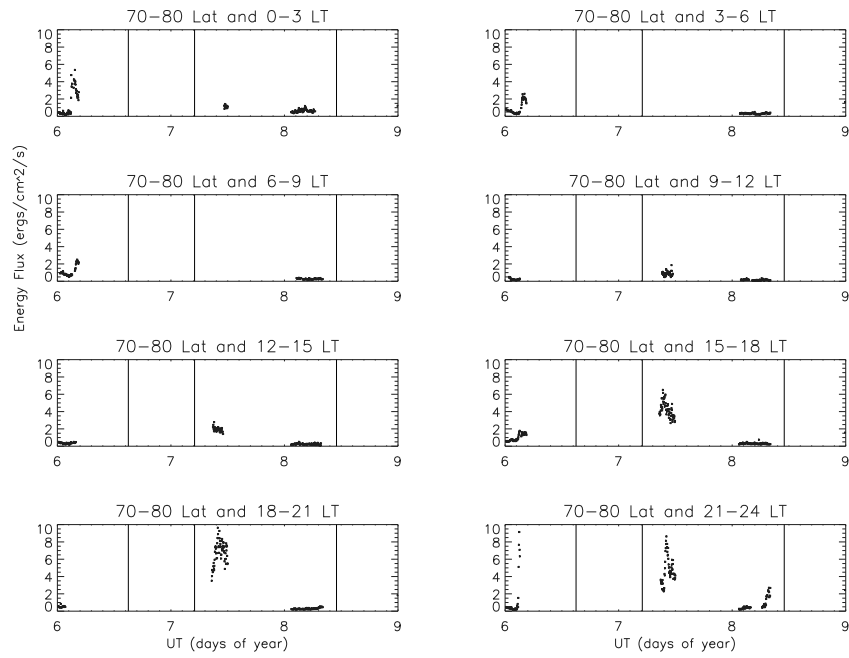 70−80 Lat and 0−3 LT
10
8
6
4
2
0
6 7 8 9
70−80 Lat and 3−6 LT
10
8
6
4
2
0
6 7 8 9
Energy Flux (ergs/cm^2/s)
70−80 Lat and 6−9 LT
10
8
6
4
2
0
6 7 8 9
70−80 Lat and 9−12 LT
10
8
6
4
2
0
6 7 8 9
70−80 Lat and 12−15 LT
10
8
6
4
2
0
6 7 8 9
70−80 Lat and 15−18 LT
10
8
6
4
2
0
6 7 8 9
70−80 Lat and 18−21 LT
10
8
6
4
2
0
6 7 8 9
UT (days of year)
70−80 Lat and 21−24 LT
10
8
6
4
2
0
6 7 8 9
UT (days of year)